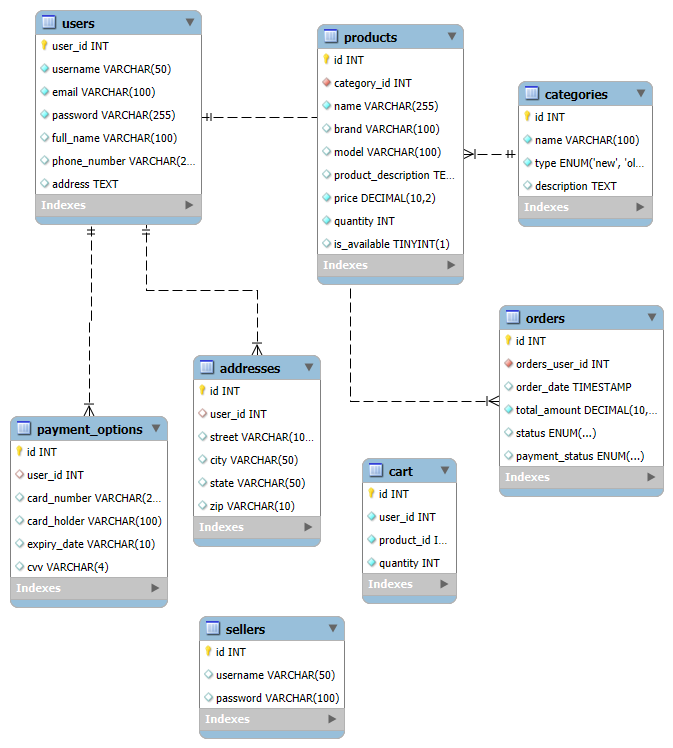 users
user_id INT
username VARCHAR(50)
email VARCHAR(100)
password VARCHAR(255)
full_name VARCHAR(100)
phone_number VARCHAR(2...
address TEXT
Indexes
products
id INT
category_id INT
name VARCHAR(255)
brand VARCHAR(100)
model VARCHAR(100)
product_description TE...
price DECIMAL(10,2)
quantity INT
is_available TINYINT(1)
Indexes
categories
id INT
name VARCHAR(100)
type ENUM('new', 'ol...
description TEXT
Indexes
orders
id INT
orders_user_id INT
order_date TIMESTAMP
total_amount DECIMAL(10,...
status ENUM(...)
payment_status ENUM(...)
Indexes
addresses
id INT
user_id INT
street VARCHAR(10...
city VARCHAR(50)
state VARCHAR(50)
zip VARCHAR(10)
Indexes
payment_options
id INT
user_id INT
card_number VARCHAR(2...
card_holder VARCHAR(100)
expiry_date VARCHAR(10)
cvv VARCHAR(4)
Indexes
cart
id INT
user_id INT
product_id I...
quantity INT
Indexes
sellers
id INT
username VARCHAR(50)
password VARCHAR(100)
Indexes